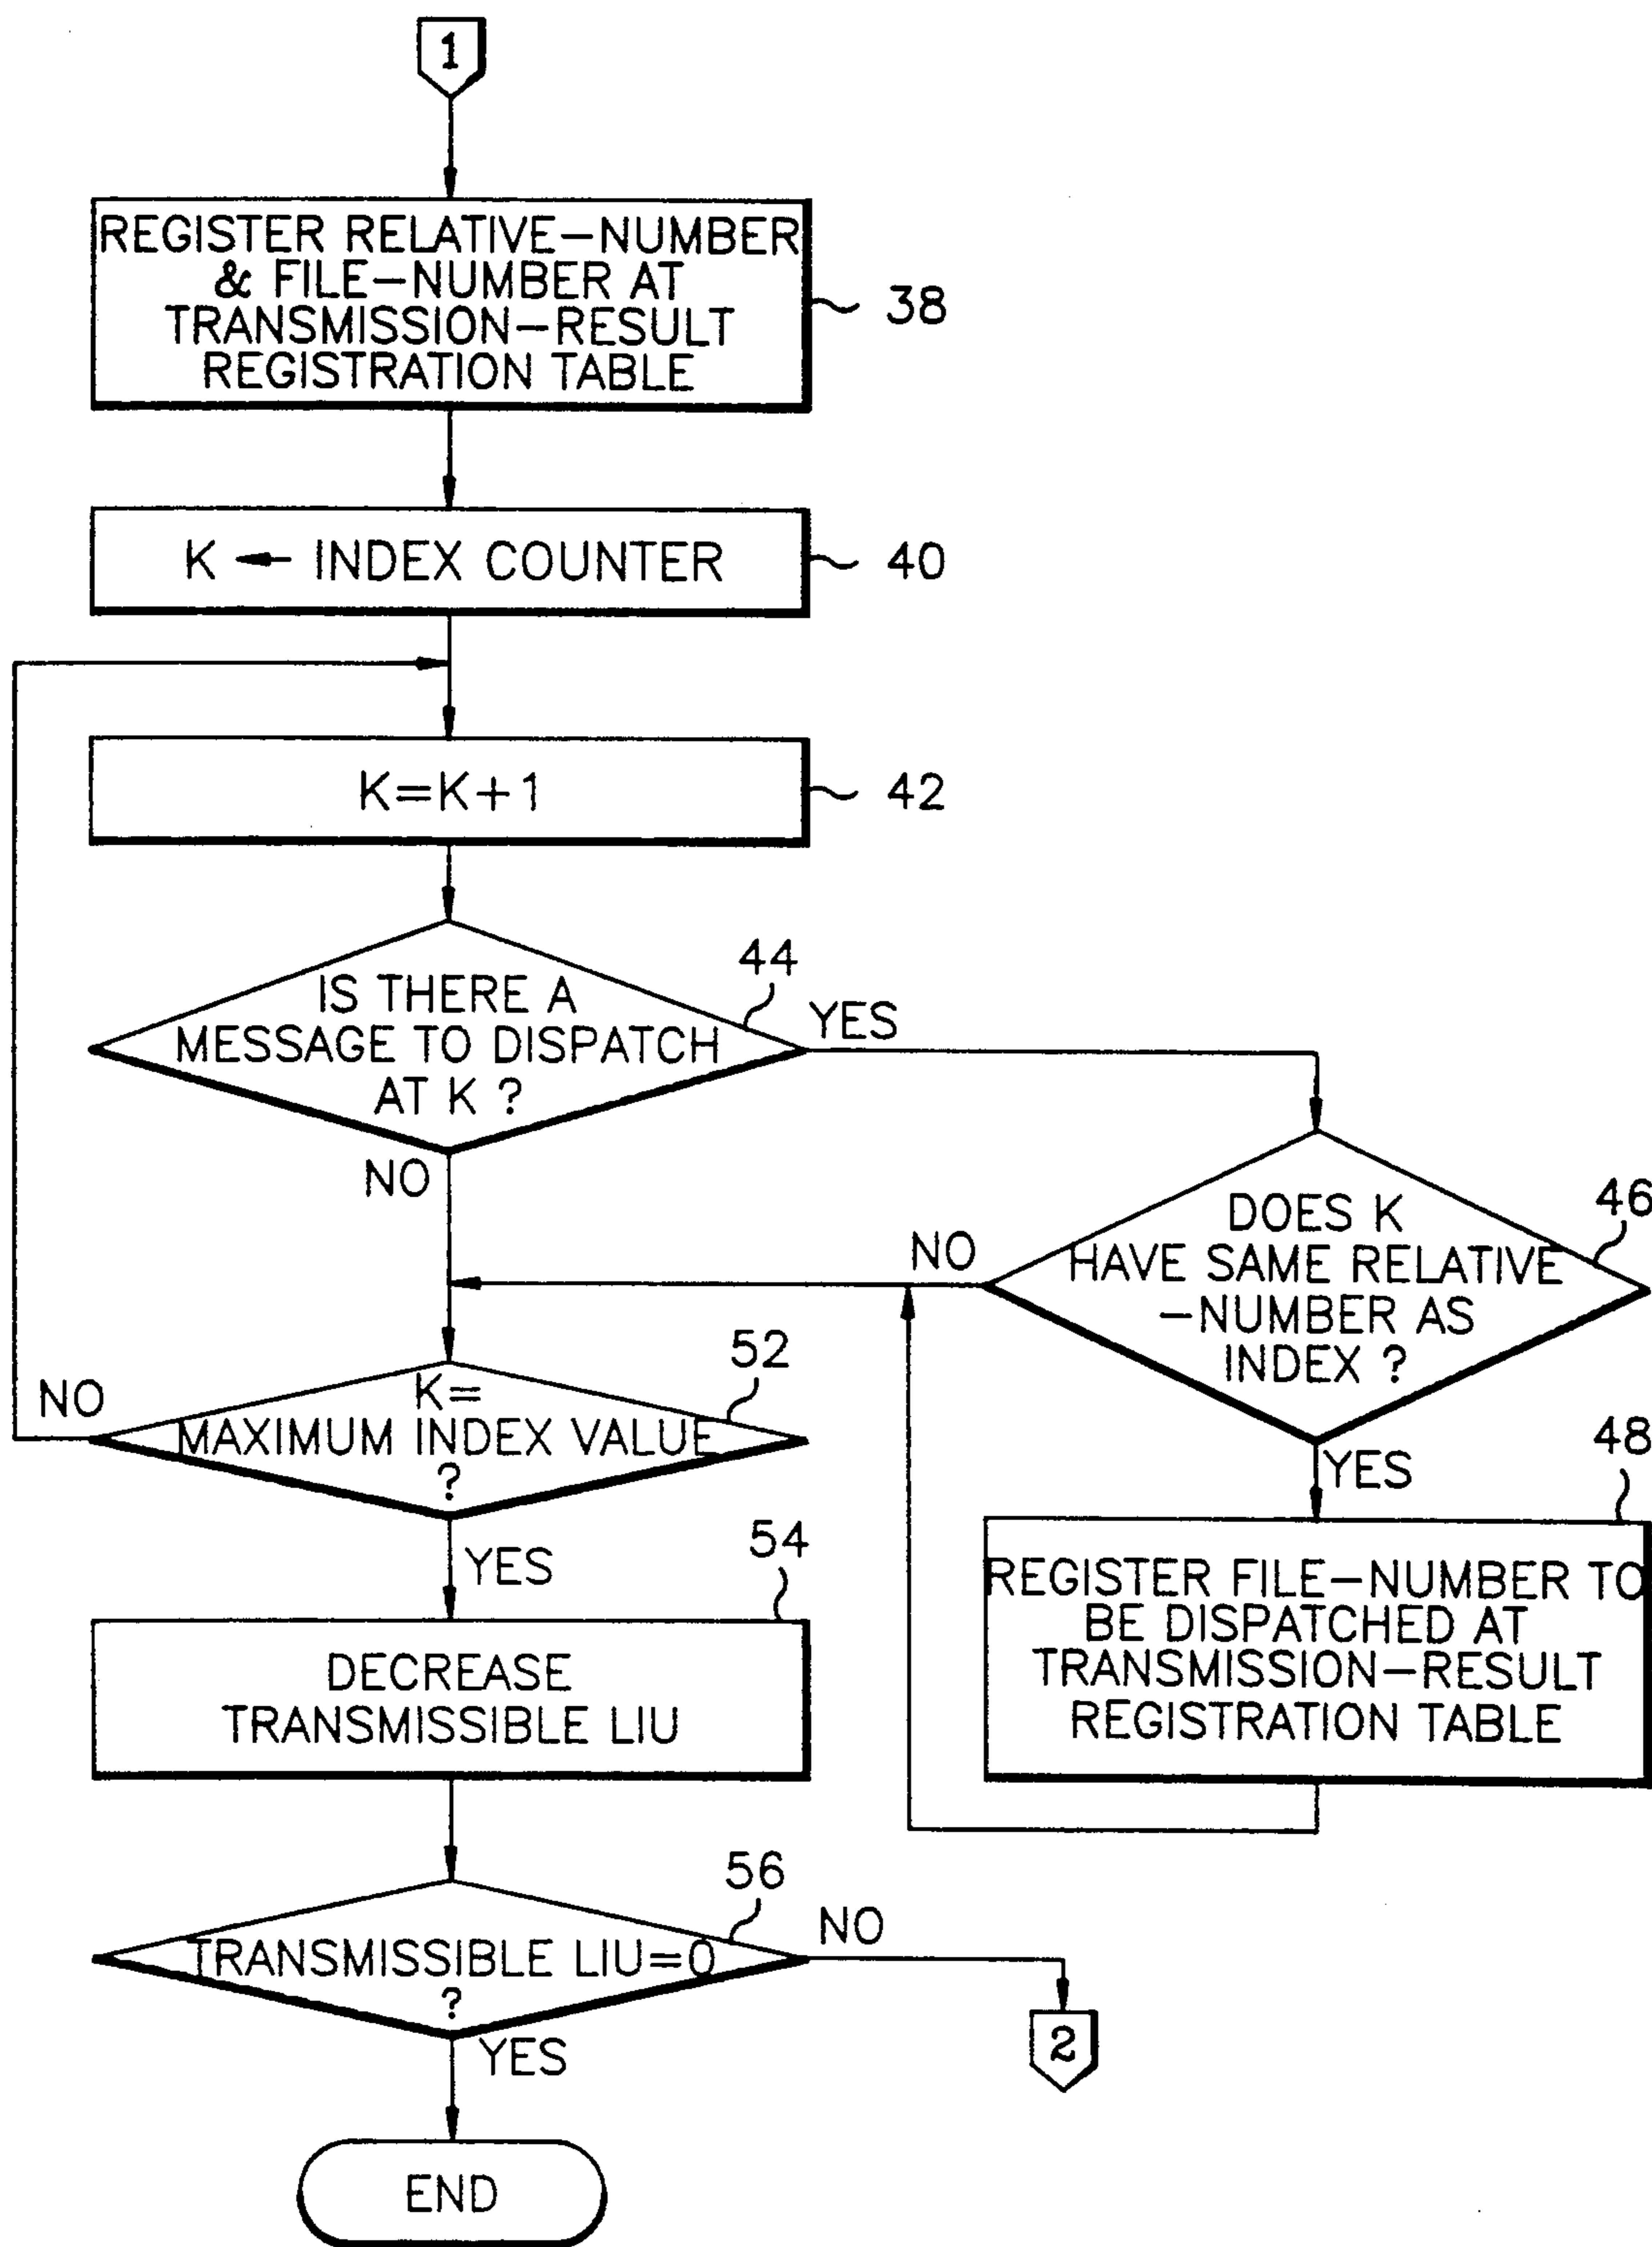 1
REGISTER RELATIVE-NUMBER
& FILE-NUMBER AT
TRANSMISSION-RESULT
REGISTRATION TABLE
38
K ← INDEX COUNTER
40
K=K+1
42
44
IS THERE A
MESSAGE TO DISPATCH
AT K ?
YES
NO
46
DOES K
HAVE SAME RELATIVE
-NUMBER AS
INDEX ?
NO
YES
48
REGISTER FILE-NUMBER TO
BE DISPATCHED AT
TRANSMISSION-RESULT
REGISTRATION TABLE
52
K=
MAXIMUM INDEX VALUE
?
NO
YES
54
DECREASE
TRANSMISSIBLE LIU
56
TRANSMISSIBLE LIU=0
?
NO
2
YES
END